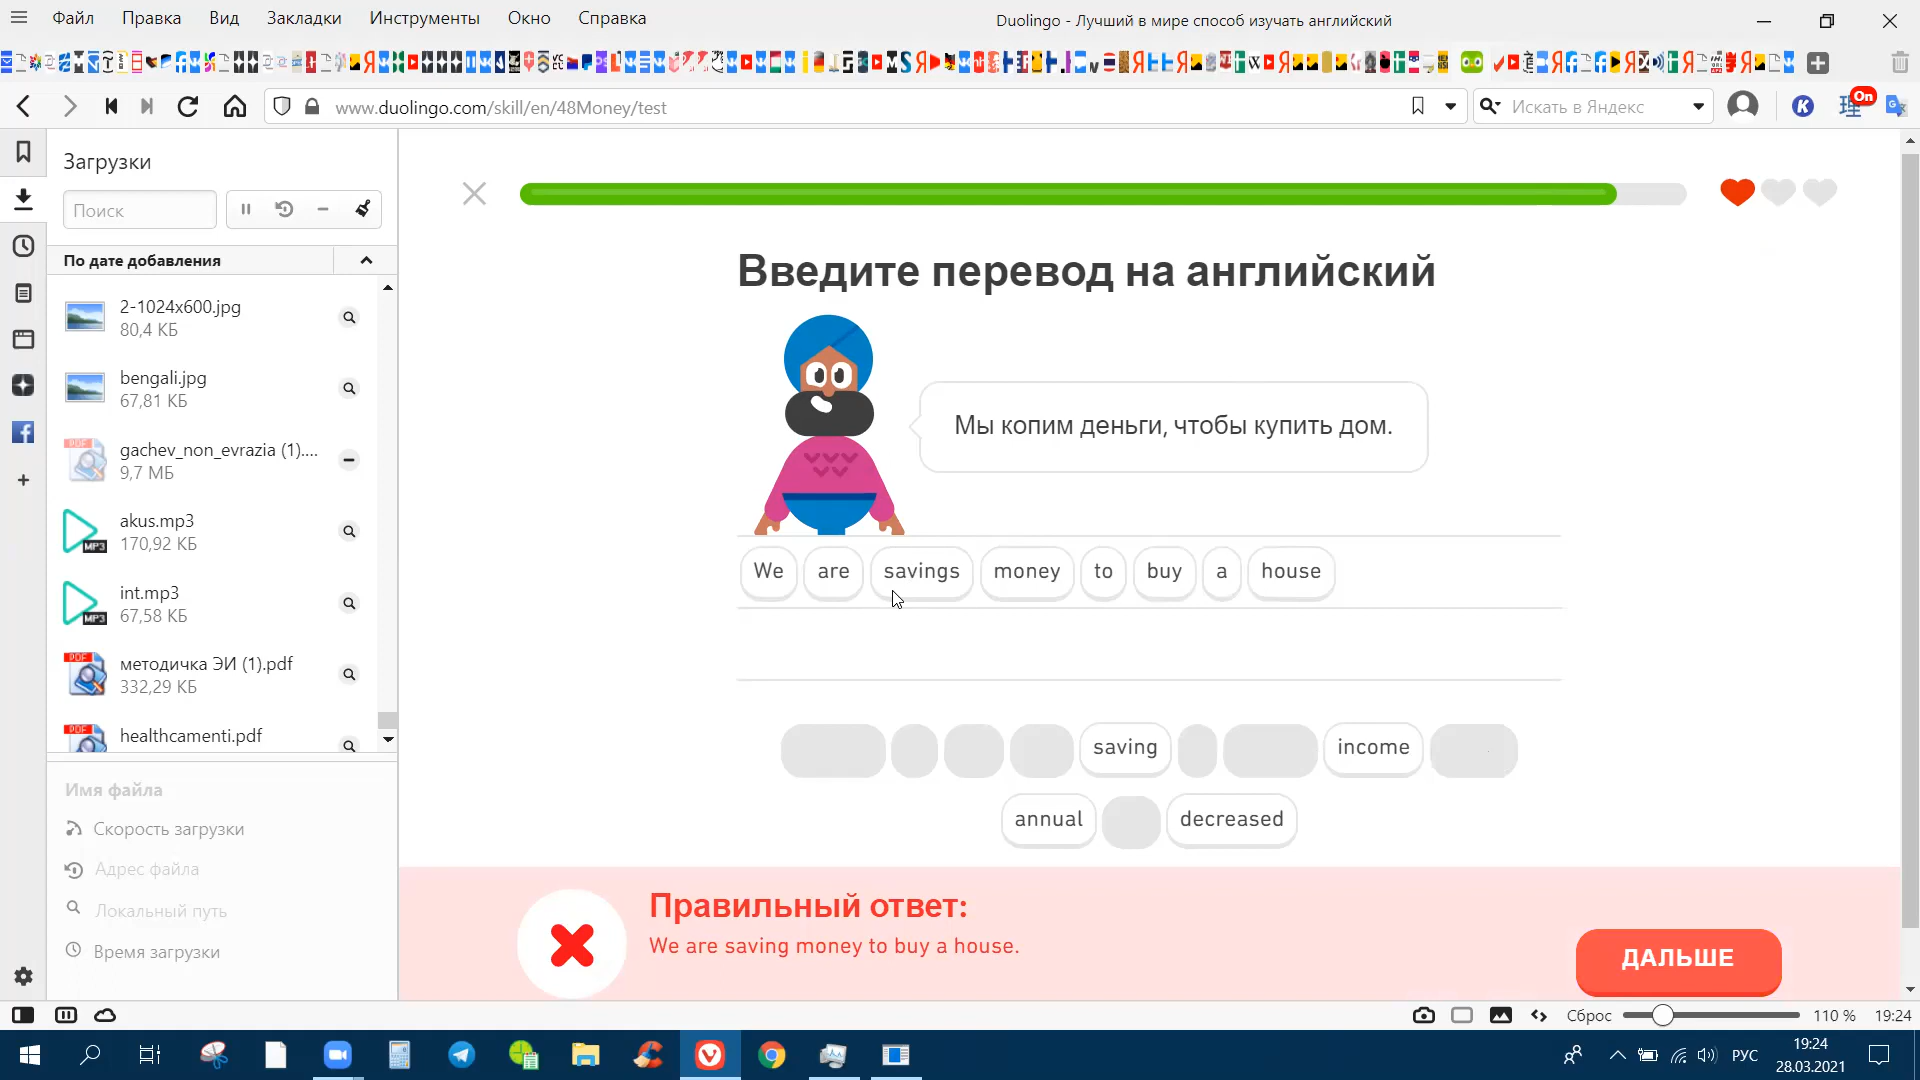 Файл Правка Вид Закладки Инструменты Окно Справка
Duolingo - Лучший в мире способ изучать английский
www.duolingo.com/skill/en/48Money/test
Искать в Яндекс
On
Загрузки
Поиск
По дате добавления
2-1024x600.jpg
80,4 КБ
bengali.jpg
67,81 КБ
gachev_non_evrazia (1)....
9,7 МБ
akus.mp3
170,92 КБ
int.mp3
67,58 КБ
методичка ЭИ (1).pdf
332,29 КБ
healthcamenti.pdf
Имя файла
Скорость загрузки
Адрес файла
Локальный путь
Время загрузки
Введите перевод на английский
Мы копим деньги, чтобы купить дом.
We are savings money to buy a house
saving income
annual decreased
Правильный ответ:
We are saving money to buy a house.
ДАЛЬШЕ
Сброс 110 % 19:24
РУС
19:24
28.03.2021